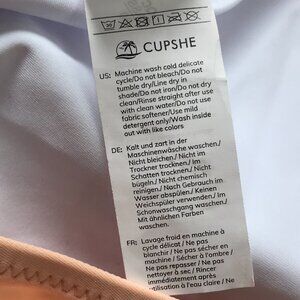 CUPSHE
US: Machine wash cold delicate
cycle/Do not bleach/Do not
tumble dry/Line dry in
shade/Do not iron/Do not dry
clean/Rinse straight after use
with clean water/Do not use
fabric softener/Use mild
detergent only/Wash inside
out with like colors
DE: Kalt und zart in der
Maschinenwäsche waschen./
Nicht bleichen./ Nicht im
Trockner trocknen./ Im
Schatten trocknen./ Nicht
bügeln./ Nicht chemisch
reinigen./ Nach Gebrauch im
Wasser abspülen./ Keinen
Weichspüler verwenden./ Im
Schonwaschgang waschen./
Mit ähnlichen Farben
waschen.
FR: Lavage froid en machine à
cycle délicat / Ne pas
blanchir / Ne pas sécher en
machine / Sécher à l'ombre /
Ne pas repasser / Ne pas
nettoyer à sec / Rincer
immédiatement après
utilisation à l'eau claire / Ne